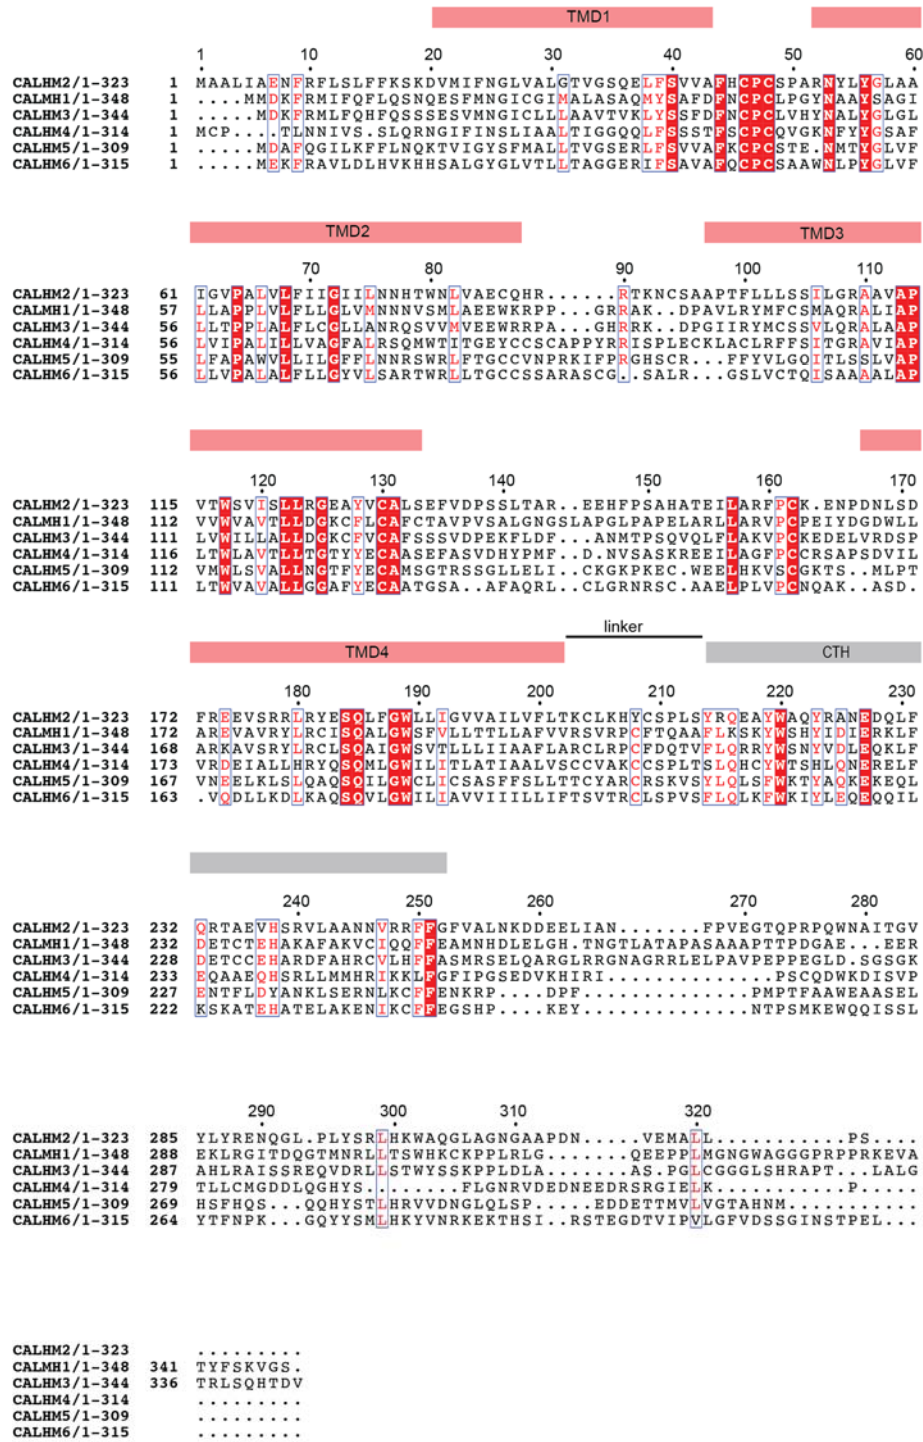 TMD1
1 10 20 30 40 50 60
CALHM2/1-323 1 MAALIAENFRFLSLFFKSKDVMIFNGLVALGTVGSQELFSVVAFHCPCSPARNYLYGLAA
CALMH1/1-348 1 ....MMDKFRMIFQFLQSNQESFMNGICGIMALASAQMYSAFDFNCPCLPGYNAAYSAGI
CALHM3/1-344 1 .....MDKFRMLFQHFQSSSESVMNGICLLLAAVTVKLYSSFDFNCPCLVHYNALYGLGL
CALHM4/1-314 1 MCP...TLNNIVS.SLQRNGIFINSLIAALTIGGQQLFSSTFSCPCQVGKNFYYGSAF
CALHM5/1-309 1 .....MDAFQGILKFFLNQKTVIGYSFMALLTVGSERLFSVVAFKCPCSTE.NMTYGLVF
CALHM6/1-315 1 .....MEKFRAVLDLHVKHHSALGYGLVTLLTAGGERIFSAVAFQCPCSAAWNLPYGLVF
TMD2 TMD3
70 80 90 100 110
CALHM2/1-323 61 IGVPALVLFIIGIILNNHTWNLVAECQHR......RTKNCSAAPTFLLLSSILGRAAVAP
CALMH1/1-348 57 LLAPPLVLFLLGLVMNNNVSMLAEEWKRPP...GRRAK.DPAVLRYMFCSMAQRALIAP
CALHM3/1-344 56 LLTPPLALFLCGLLANRQSVVMVEEWRRPA...GHRRK.DPGIIRYMCSSVLQRALAAP
CALHM4/1-314 56 LVIPALILLVAGFALRSQMWTITGEYCCSCAPPYRRISPLECKLACLRFFSITGRAVIAP
CALHM5/1-309 55 LFAPAWVLLILGFFLNNRSWRLFTGCCVNPRKIFPRGHSCR...FFYVLGQITLSSLVAP
CALHM6/1-315 56 LLVPALALFLLGYVLSARTWRLLTGCCSSARASCG..SALR...GSLVCTQISAAAALAP
120 130 140 150 160 170
CALHM2/1-323 115 VTWSVISLLRGEAYVCALSEFVDPSSLTAR...EEHFPSAHATEILARFPCK.ENPDNLSD
CALMH1/1-348 112 VVWVAVTLLDGKCFLCAFCTAVPVSALGNGSLAPGLPAPELARLLARVPCPEIYDGDWLL
CALHM3/1-344 111 LVWILLALLDGKCFVCAFSSSVDPEKFLDF...ANMTPSQVQLFLAKVPCKEDELVRDSP
CALHM4/1-314 116 LTWLAVTLLTGTYYECAASEFASVDHYPMF..D.NVSASKREEILAGFPCCRSAPSDVIL
CALHM5/1-309 112 VMWLSVALLNGTFYECAMSGTRSSGLLELI..CKGKPKEC.WEELHKVSCGKTS..MLPT
CALHM6/1-315 111 LTWVAVALLGGAFYECAATGSA..AFAQRL..CLGRNRSC.AAELPLVPCNQAK..ASD.
linker
TMD4 CTH
180 190 200 210 220 230
CALHM2/1-323 172 FREEVSRRLRYESQLFGWLLIGVVAILVFLTKCLKHYCSPLSYRQEAYWAQYRANEDQLF
CALMH1/1-348 172 AREVAVRYLRCISQALGWSFVLLTTLLAFVVRSVRPCFTQAAFLKSKYWSHYIDIERKLF
CALHM3/1-344 168 ARKAVSRYLRCLSQAIGWSVTLLLIIAAFLARCLRPCFDQTVFLQRRYWSNYVDLEQKLF
CALHM4/1-314 173 VRDEIALLHRYQSQMLGWILITLATIAALVSCCVAKCCSPLTSLQHCYWTSHLQNERELF
CALHM5/1-309 167 VNEELKLSLQAQSQILGWCLICSASFFSLLTTCYARCRSKVSYLQLSFWKTYAQKEKEQL
CALHM6/1-315 163 .VQDLLKDLKAQSQVLGWILIAVVIIILLIFTSVTRCLSPVSFLQLKFWKIYLEQEQQIL
240 250 260 270 280
CALHM2/1-323 232 QRTAEVHSRVLAANNVRRFFGFVALNKDDEELIAN.......FPVEGTQPRPQWNAITGV
CALMH1/1-348 232 DETCTEHAKAFAKVCIQQFFEAMNHDLELGH.TNGTLATAPASAAAPTTPDGAE...EER
CALHM3/1-344 228 DETCCEHARDFAHRCVLHFFASMRSELQARGLRRGNAGRRLELPAVPEPPEGLD.SGSGK
CALHM4/1-314 233 EQAAEQHSRLLMMHRIKKLFGFIPGSEDVKHIRI............PSCQDWKDISVP
CALHM5/1-309 227 ENTFLDYANKLSERNLKCFFENKRP....DPF..........PMPTFAAWEAASEL
CALHM6/1-315 222 KSKATEHATELAKENIKCFFEGSHP....KEY..............NTPSMKEWQQISSL
290 300 310 320
CALHM2/1-323 285 YLYRENQGL.PLYSRLHKWAQGLAGNGAAPDN.....VEMALL.........PS....
CALMH1/1-348 288 EKLRGITDQGTMNRLLTSWHKCKPPLRLG.......QEEPPLMGNGWAGGGPRPPRKEVA
CALHM3/1-344 287 AHLRAISSREQVDRLLSTWYSSKPPLDLA......AS.PGLCGGGLSHRAPT....LALG
CALHM4/1-314 279 TLLCMGDDLQGHYS.......FLGNRVDEDNEEDRSRGIELK.........P.....
CALHM5/1-309 269 HSFHQS...QQHYSTLHRVVDNGLQLSP......EDDETTMVLVGTAHNM...........
CALHM6/1-315 264 YTFNPK...GQYYSMLHKYVNRKEKTHSI..RSTEGDTVIPVLGFVDSSGINSTPEL...
CALHM2/1-323 .........
CALMH1/1-348 341 TYFSKVGS.
CALHM3/1-344 336 TRLSQHTDV
CALHM4/1-314 .........
CALHM5/1-309 .........
CALHM6/1-315 .........